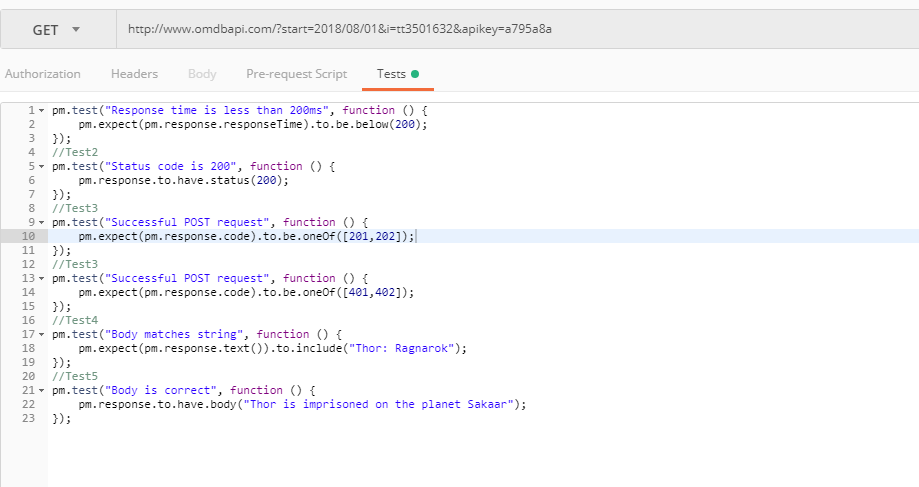 GET http://www.omdbapi.com/?start=2018/08/01&i=tt3501632&apikey=a795a8a
Authorization Headers Body Pre-request Script Tests
1 pm.test("Response time is less than 200ms", function () {
2 pm.expect(pm.response.responseTime).to.be.below(200);
3 });
4 //Test2
5 pm.test("Status code is 200", function () {
6 pm.response.to.have.status(200);
7 });
8 //Test3
9 pm.test("Successful POST request", function () {
10 pm.expect(pm.response.code).to.be.oneOf([201,202]);
11 });
12 //Test3
13 pm.test("Successful POST request", function () {
14 pm.expect(pm.response.code).to.be.oneOf([401,402]);
15 });
16 //Test4
17 pm.test("Body matches string", function () {
18 pm.expect(pm.response.text()).to.include("Thor: Ragnarok");
19 });
20 //Test5
21 pm.test("Body is correct", function () {
22 pm.response.to.have.body("Thor is imprisoned on the planet Sakaar");
23 });